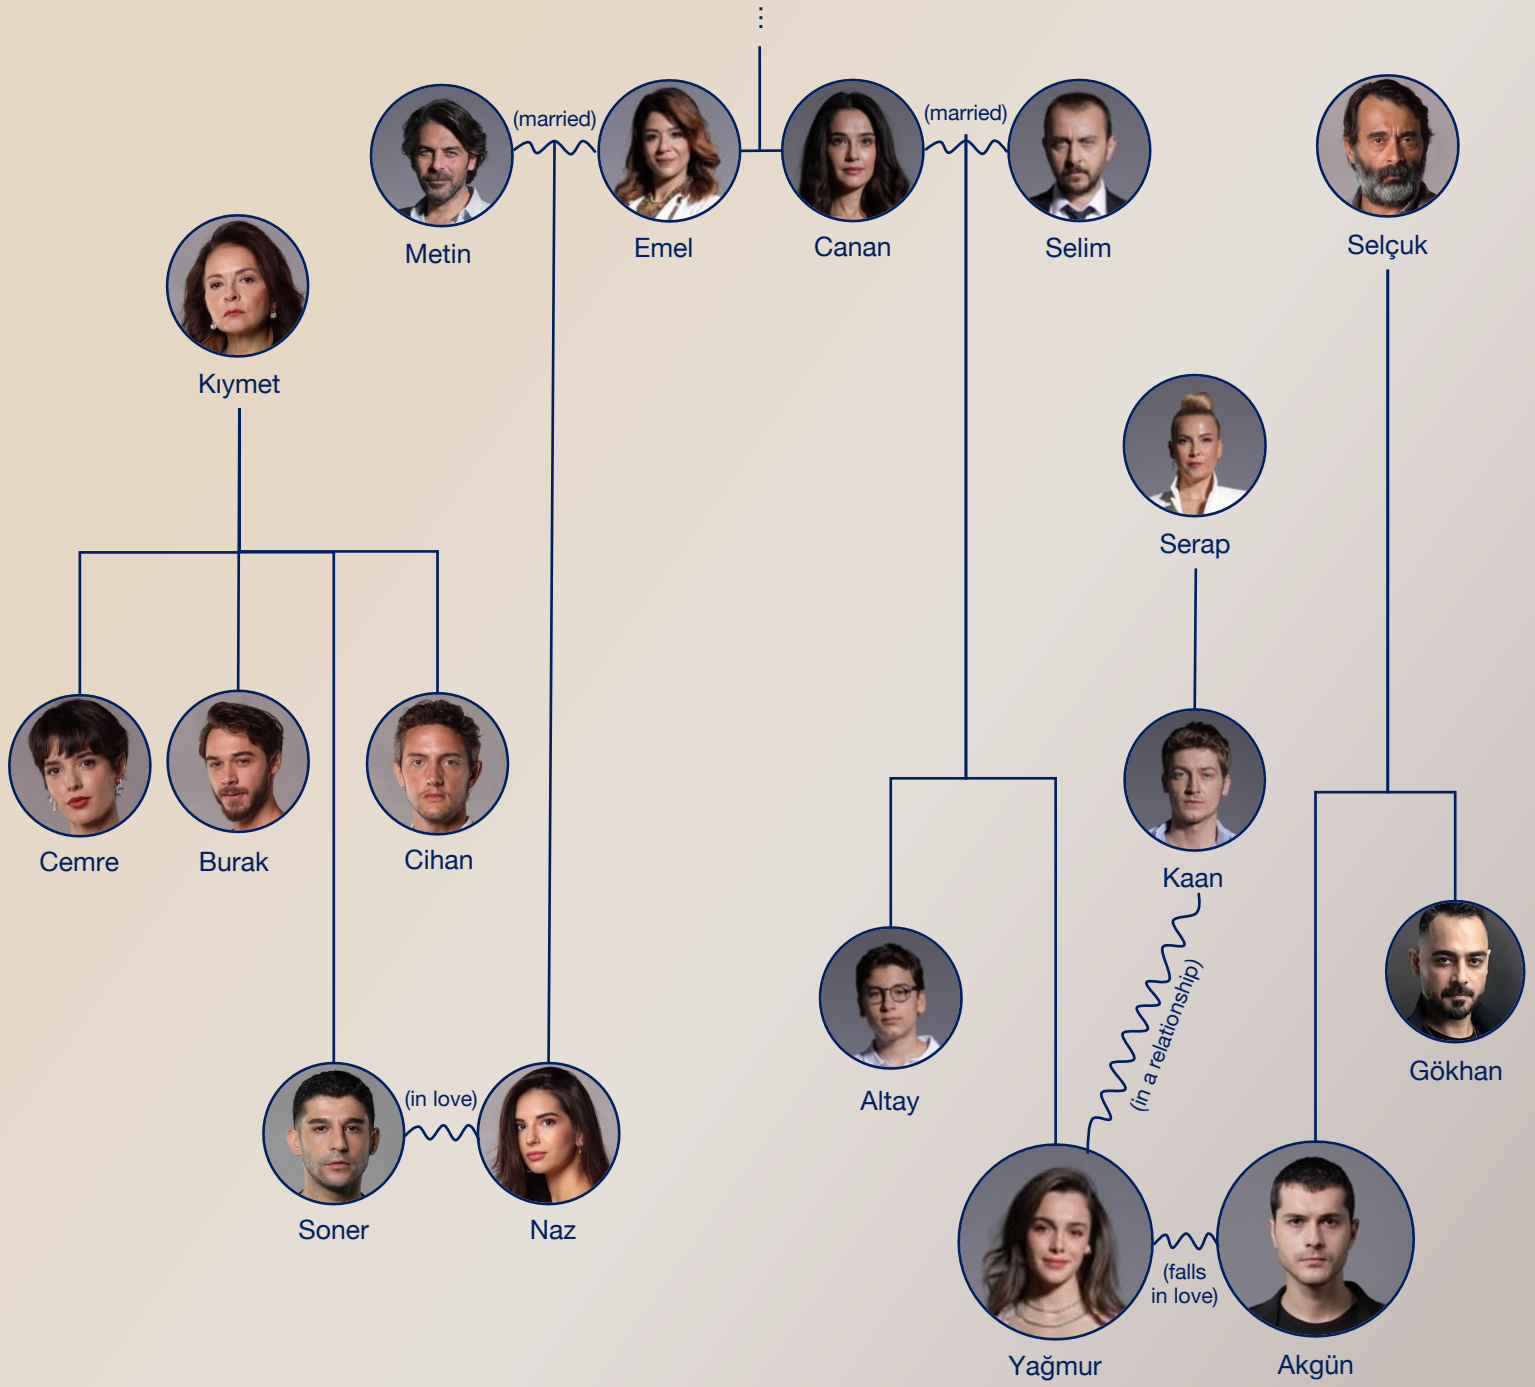 (married)
(married)
Metin
Emel
Canan
Selim
Selçuk
Kıymet
Serap
Cemre
Burak
Cihan
Kaan
(in a relationship)
Altay
Gökhan
(in love)
Soner
Naz
(falls
in love)
Yağmur
Akgün